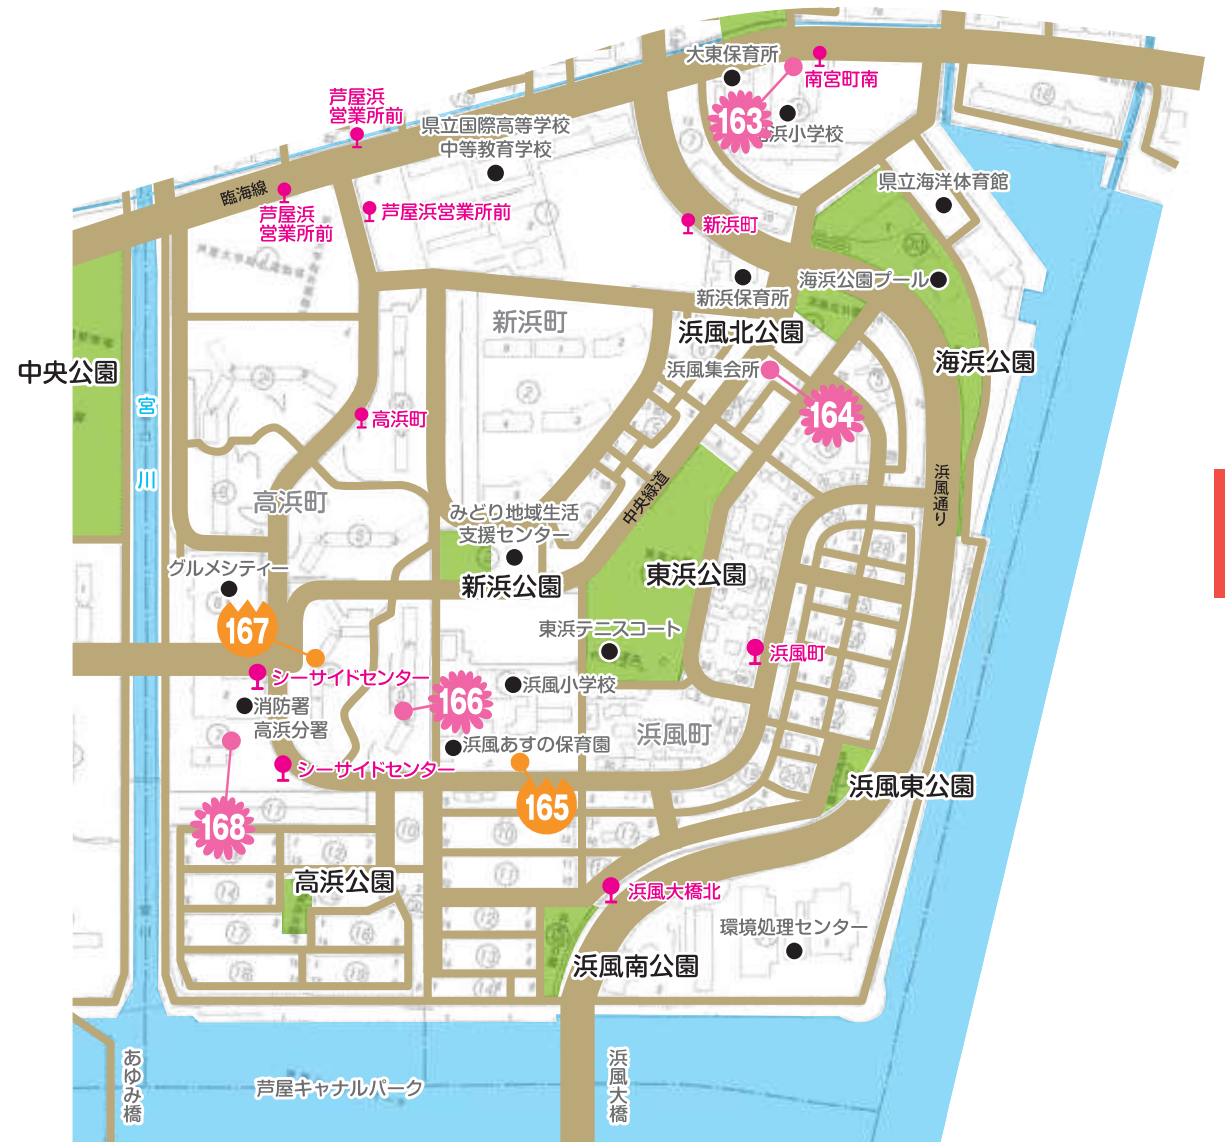 大東保育所
南宮町南
163
浜小学校
芦屋浜
営業所前
県立国際高等学校
中等教育学校
臨海線
芦屋浜
営業所前
芦屋浜営業所前
県立海洋体育館
新浜町
海浜公園プール
新浜保育所
新浜町
浜風北公園
海浜公園
中央公園
浜風集会所
164
宮
川
高浜町
浜風通り
高浜町
中央緑道
みどり地域生活
支援センター
グルメシティー
新浜公園
東浜公園
167
東浜テニスコート
浜風町
シーサイドセンター
浜風小学校
166
消防署
高浜分署
浜風町
浜風あすの保育園
シーサイドセンター
浜風東公園
165
168
高浜公園
浜風大橋北
環境処理センター
浜風南公園
あゆみ橋
芦屋キャナルパーク
浜風大橋